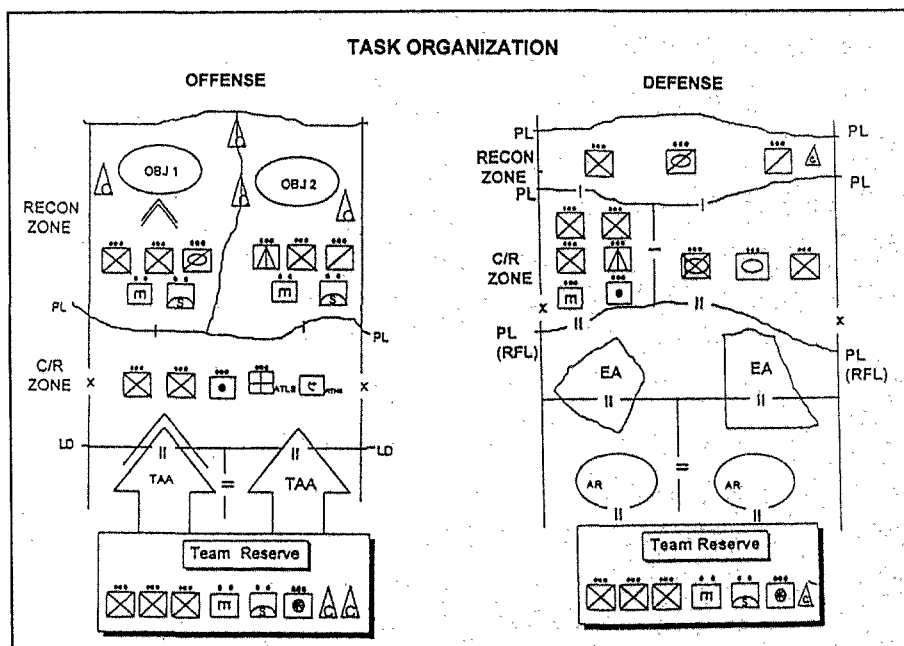 TASK ORGANIZATION
OFFENSE
OBJ 1
OBJ 2
RECON
ZONE
E
S
E
S
PL
PL
C/R
ZONE
X
ATLS
X
LD
LD
TAA
TAA
Team Reserve
E
S
DEFENSE
PL
PL
RECON
ZONE
PL
PL
C/R
ZONE
E
X
X
PL
(RFL)
PL
(RFL)
EA
EA
AR
AR
Team Reserve
E
S